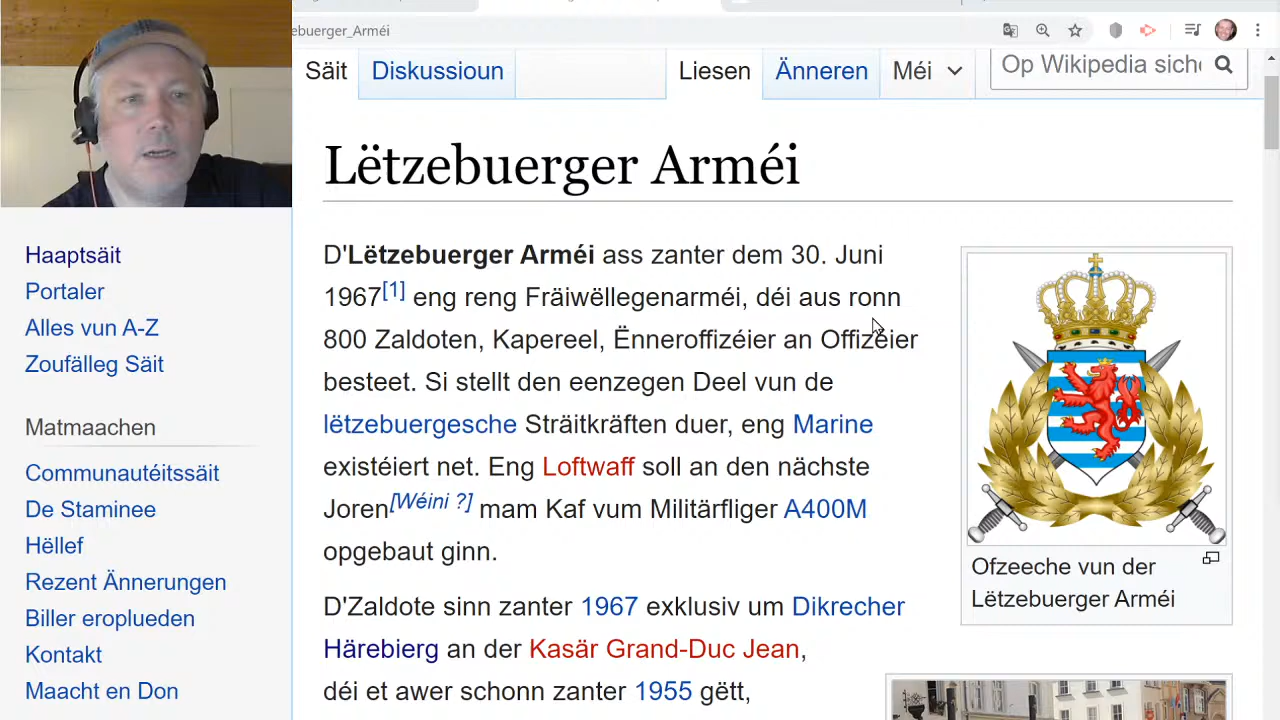 ebuerger_Arméi
Säit
Diskussioun
Liesen
Änneren
Méi
Op Wikipedia siche
Lëtzebuerger Arméi
D'Lëtzebuerger Arméi ass zanter dem 30. Juni
1967[1] eng reng Fräiwëllegenarméi, déi aus ronn
800 Zaldoten, Kapereel, Ënneroffizéier an Offizéier
besteet. Si stellt den eenzegen Deel vun de
lëtzebuergesche Sträitkräften duer, eng Marine
existéiert net. Eng Loftwaff soll an den nächste
Joren[Wéini ?] mam Kaf vum Militärfliger A400M
opgebaut ginn.
D'Zaldote sinn zanter 1967 exklusiv um Dikrecher
Härebierg an der Kasär Grand-Duc Jean,
déi et awer schonn zanter 1955 gëtt,
Ofzeeche vun der
Lëtzebuerger Arméi
Haaptsäit
Portaler
Alles vun A-Z
Zoufälleg Säit
Matmaachen
Communautéitssäit
De Staminee
Hëllef
Rezent Ännerungen
Biller eroplueden
Kontakt
Maacht en Don